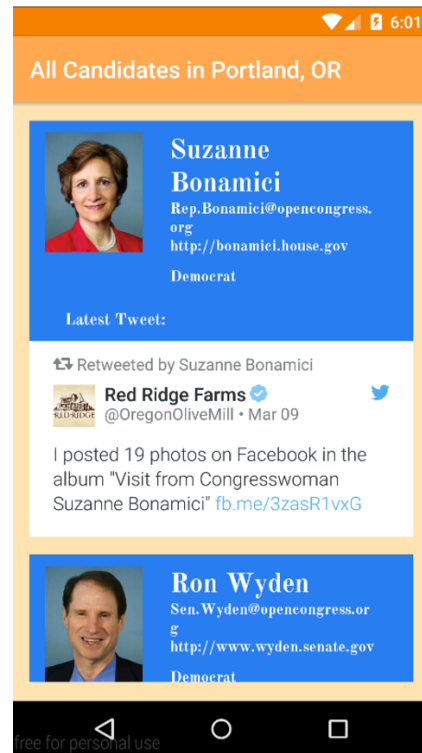 6:01
All Candidates in Portland, OR
Suzanne
Bonamici
Rep.Bonamici@opencongress.
org
http://bonamici.house.gov
Democrat
Latest Tweet:
Retweeted by Suzanne Bonamici
RED RIDGE
Red Ridge Farms
@OregonOliveMill • Mar 09
I posted 19 photos on Facebook in the
album "Visit from Congresswoman
Suzanne Bonamici" fb.me/3zasR1vxG
Ron Wyden
Sen.Wyden@opencongress.or
g
http://www.wyden.senate.gov
Democrat
free for personal use